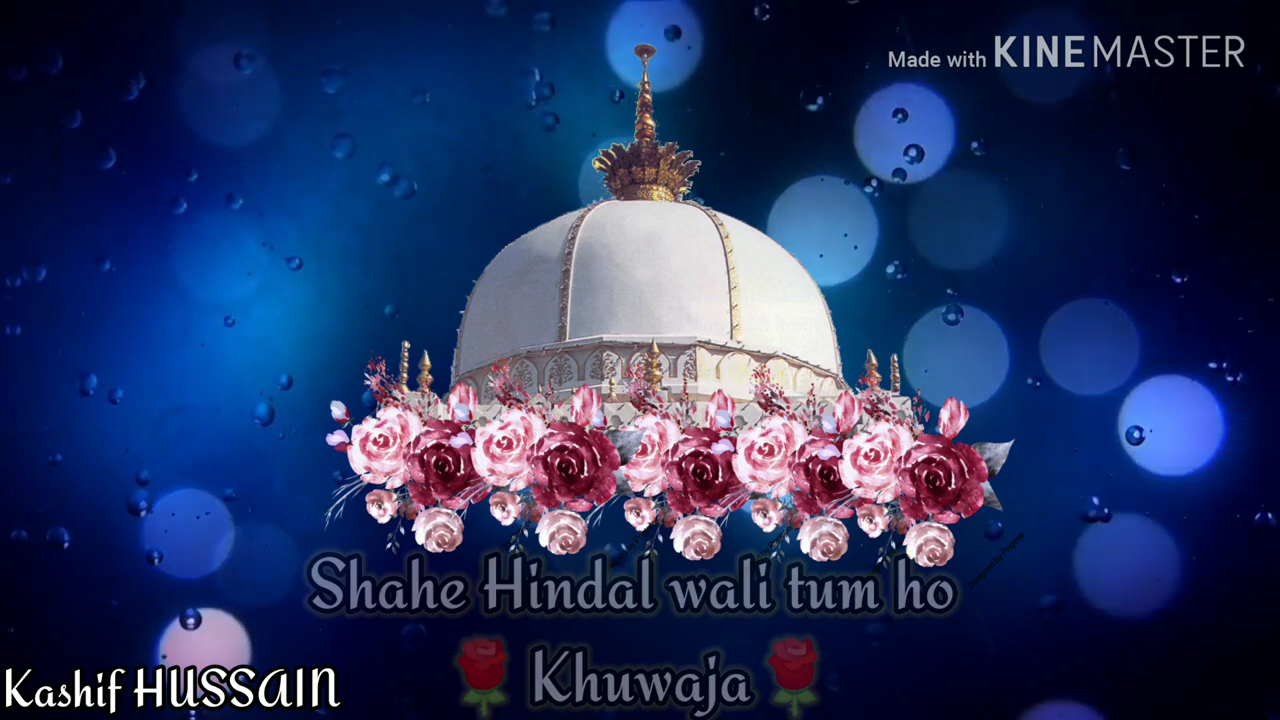 Made with KINEMASTER
Shahe Hindal wali tum ho
🌹 Khuwaja 🌹
Kashif HUSSAIN